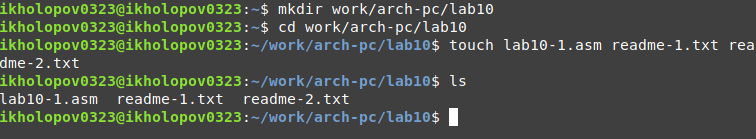 ikholopov0323@ikholopov0323:~$ mkdir work/arch-pc/lab10
ikholopov0323@ikholopov0323:~$ cd work/arch-pc/lab10
ikholopov0323@ikholopov0323:~/work/arch-pc/lab10$ touch lab10-1.asm readme-1.txt rea
dme-2.txt
ikholopov0323@ikholopov0323:~/work/arch-pc/lab10$ ls
lab10-1.asm  readme-1.txt  readme-2.txt
ikholopov0323@ikholopov0323:~/work/arch-pc/lab10$